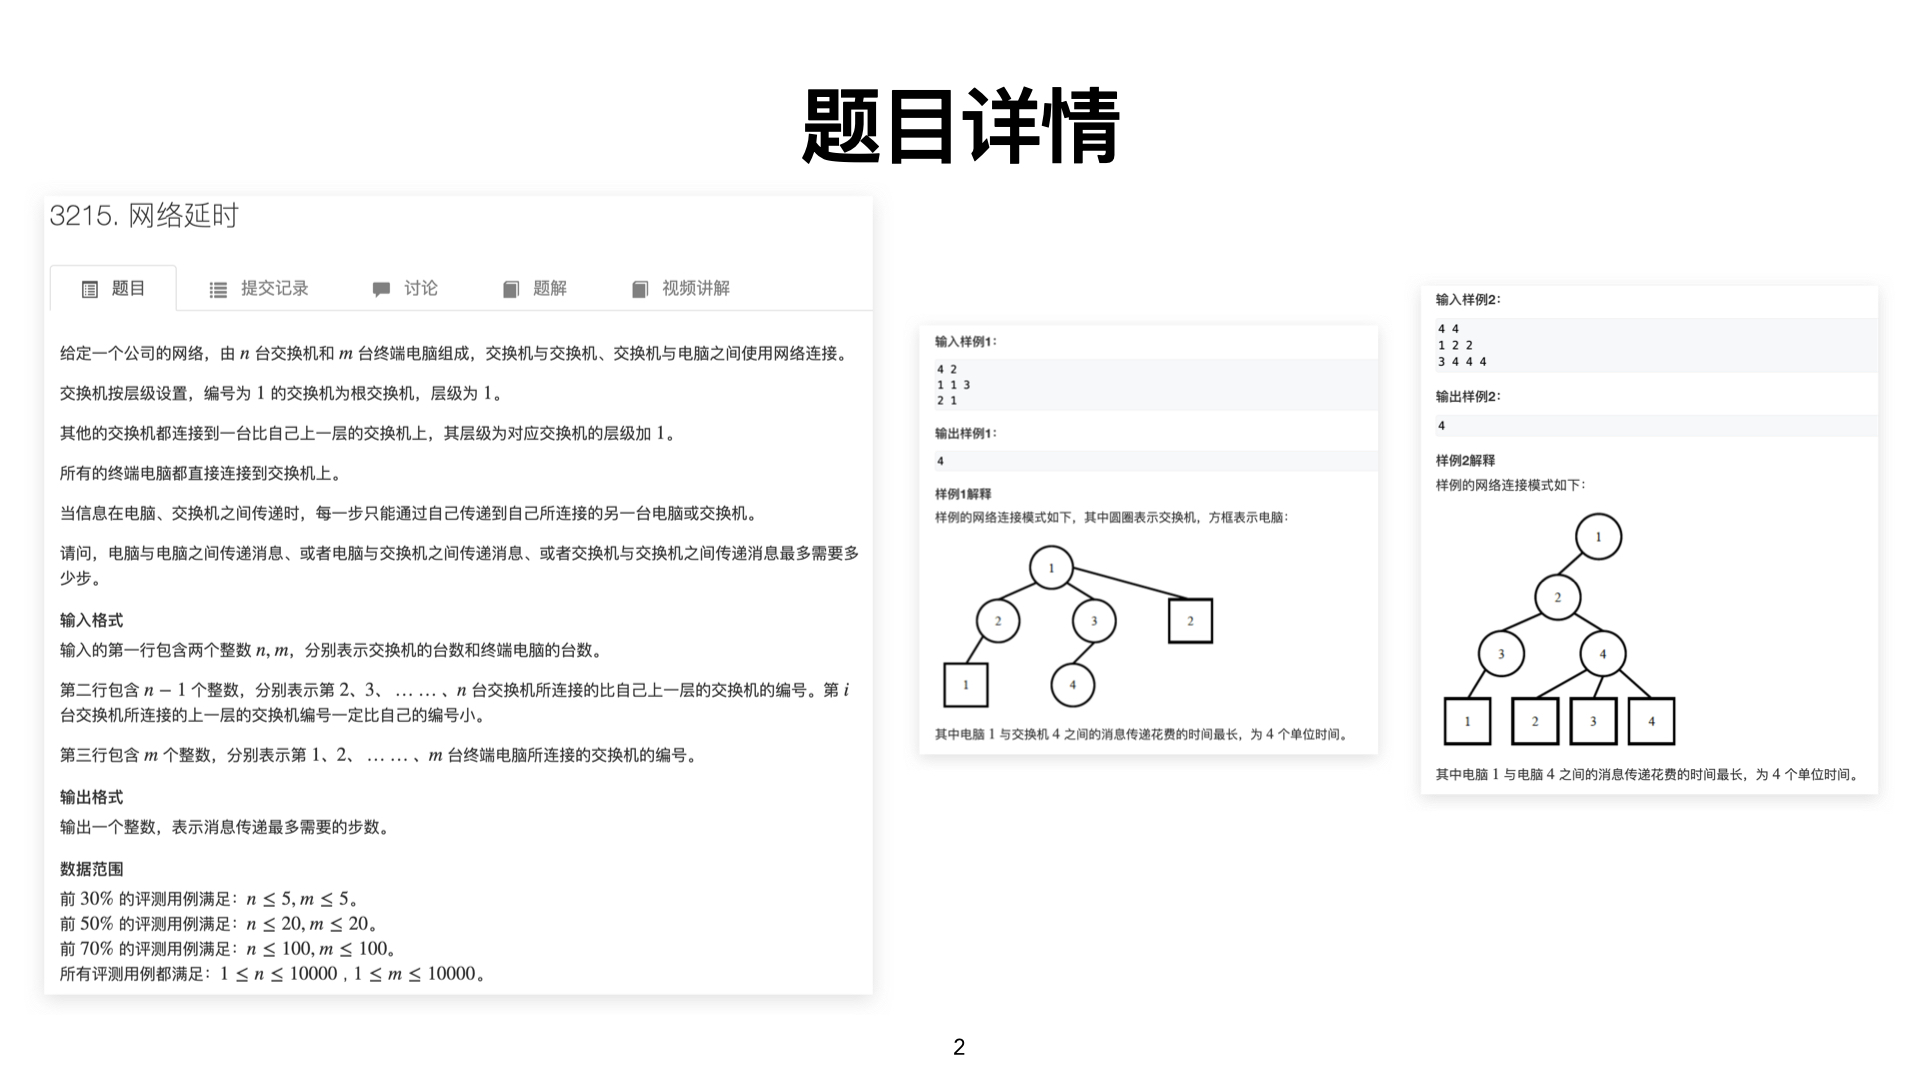 题目详情
3215. 网络延时
题目
提交记录
讨论
题解
视频讲解
给定一个公司的网络，由 n 台交换机和 m 台终端电脑组成，交换机与交换机、交换机与电脑之间使用网络连接。
交换机按层级设置，编号为 1 的交换机为根交换机，层级为 1。
其他的交换机都连接到一台比自己上一层的交换机上，其层级为对应交换机的层级加 1。
所有的终端电脑都直接连接到交换机上。
当信息在电脑、交换机之间传递时，每一步只能通过自己传递到自己所连接的另一台电脑或交换机。
请问，电脑与电脑之间传递消息、或者电脑与交换机之间传递消息、或者交换机与交换机之间传递消息最多需要多
少步。
输入格式
输入的第一行包含两个整数 n, m，分别表示交换机的台数和终端电脑的台数。
第二行包含 n − 1 个整数，分别表示第 2、3、 … … 、n 台交换机所连接的比自己上一层的交换机的编号。第 i
台交换机所连接的上一层的交换机编号一定比自己的编号小。
第三行包含 m 个整数，分别表示第 1、2、 … … 、m 台终端电脑所连接的交换机的编号。
输出格式
输出一个整数，表示消息传递最多需要的步数。
数据范围
前 30% 的评测用例满足：n ≤ 5, m ≤ 5。
前 50% 的评测用例满足：n ≤ 20, m ≤ 20。
前 70% 的评测用例满足：n ≤ 100, m ≤ 100。
所有评测用例都满足：1 ≤ n ≤ 10000 , 1 ≤ m ≤ 10000。
输入样例1：
4 2
1 1 3
2 1
输出样例1：
4
样例1解释
样例的网络连接模式如下，其中圆圈表示交换机，方框表示电脑：
1
2
3
2
1
4
其中电脑 1 与交换机 4 之间的消息传递花费的时间最长，为 4 个单位时间。
输入样例2：
4 4
1 2 2
3 4 4 4
输出样例2：
4
样例2解释
样例的网络连接模式如下：
1
2
3
4
1
2
3
4
其中电脑 1 与电脑 4 之间的消息传递花费的时间最长，为 4 个单位时间。
2